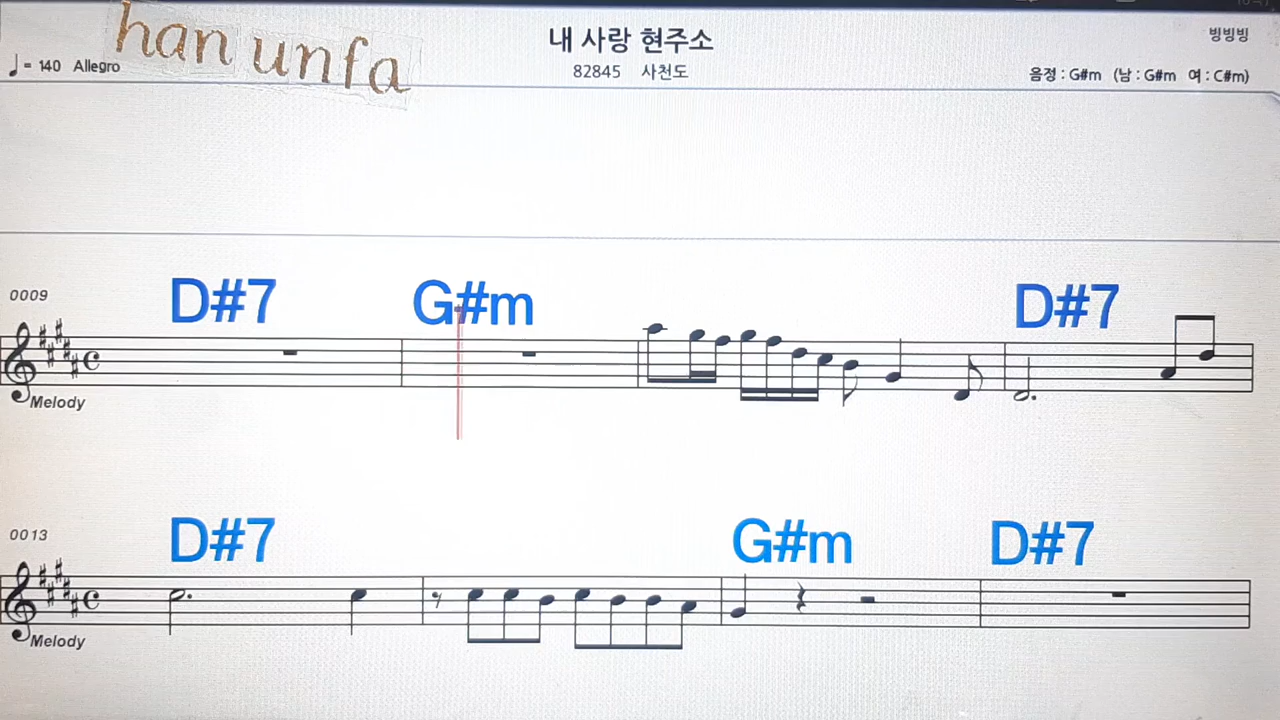 han unfa
내 사랑 현주소
빙빙빙
♩= 140 Allegro
82845 사천도
음정 : G#m (남 : G#m 여 : C#m)
D#7 G#m D#7
0009
Melody
D#7 G#m D#7
0013
Melody